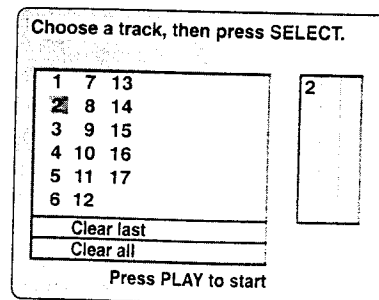 Choose a track, then press SELECT.
1 7 13
2 8 14
3 9 15
4 10 16
5 11 17
6 12
2
Clear last
Clear all
Press PLAY to start